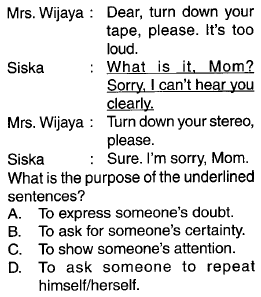 Mrs. Wijaya : Dear, turn down your
tape, please. It's too
loud.
Siska : What is it, Mom?
Sorry, I can't hear you
clearly.
Mrs. Wijaya : Turn down your stereo,
please.
Siska : Sure. I'm sorry, Mom.
What is the purpose of the underlined
sentences?
A. To express someone's doubt.
B. To ask for someone's certainty.
C. To show someone's attention.
D. To ask someone to repeat
himself/herself.